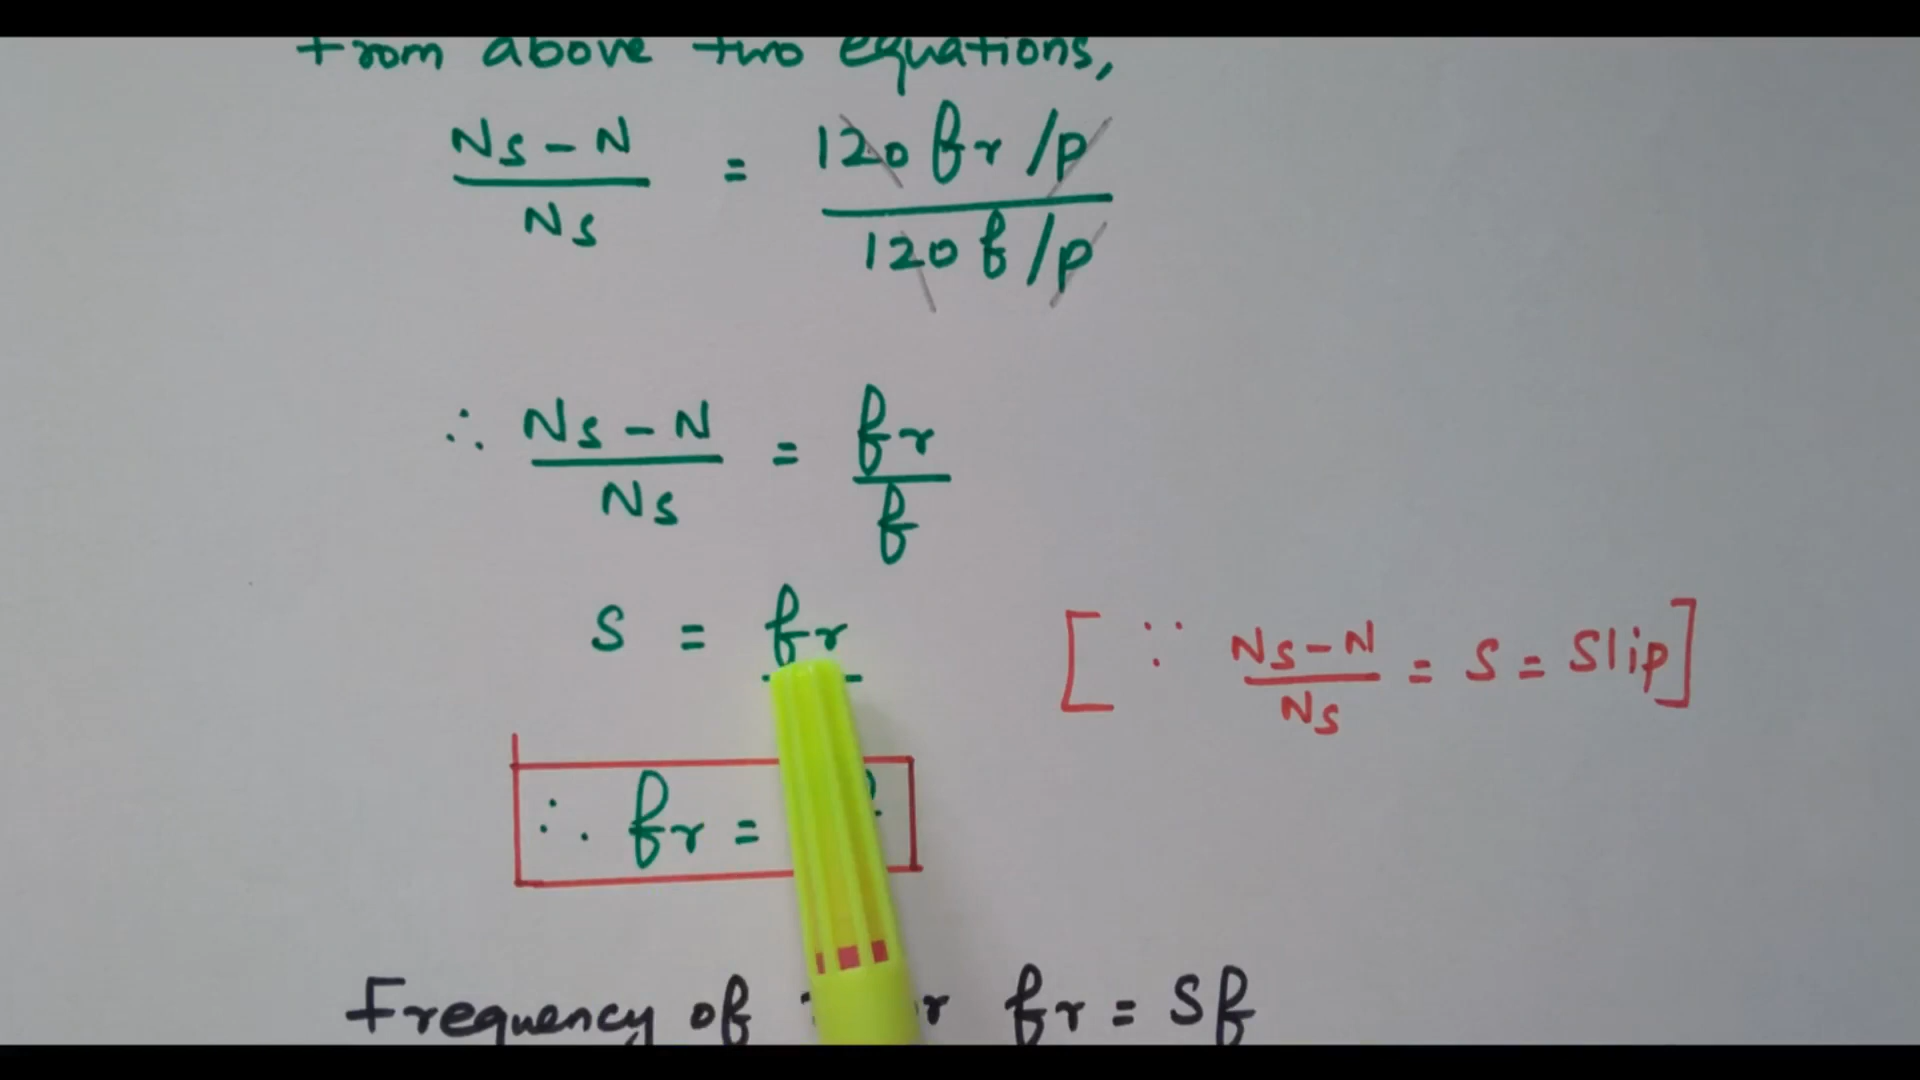 From above two equations,
Ns - N / Ns = 120 fr / P / 120 f / P
∴ Ns - N / Ns = fr / f
S = fr [∵ Ns - N / Ns = S = Slip]
∴ fr =
Frequency of fr = Sf